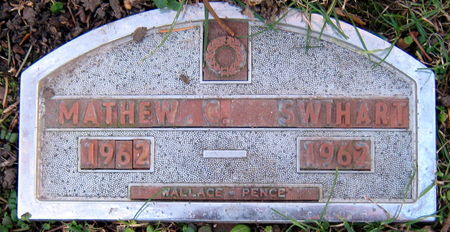 MATHEW SWIHART
1962 — 1962
WALLACE - PENCE